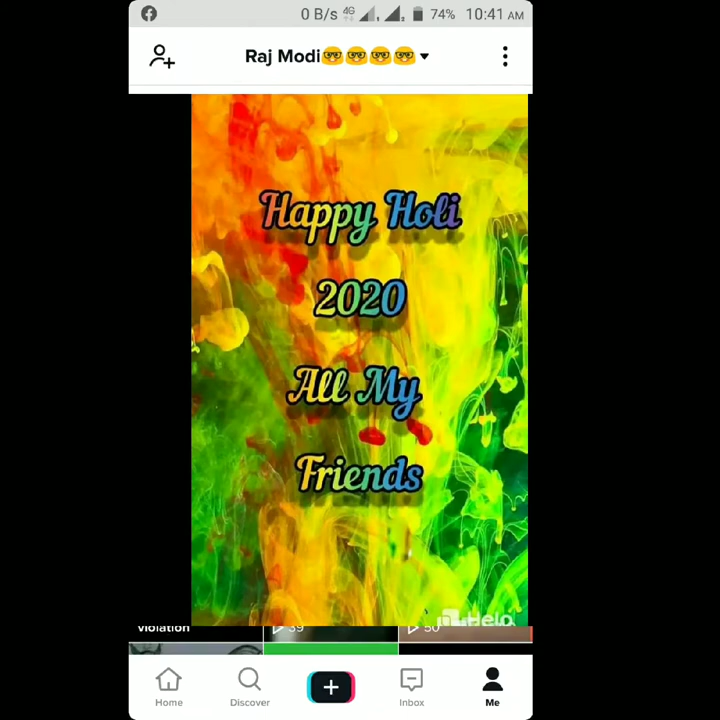 0 B/s 4G 74% 10:41 AM
Raj Modi🤓🤓🤓🤓
Happy Holi
2020
All My
Friends
Helo
violation 39 50
Home Discover Inbox Me